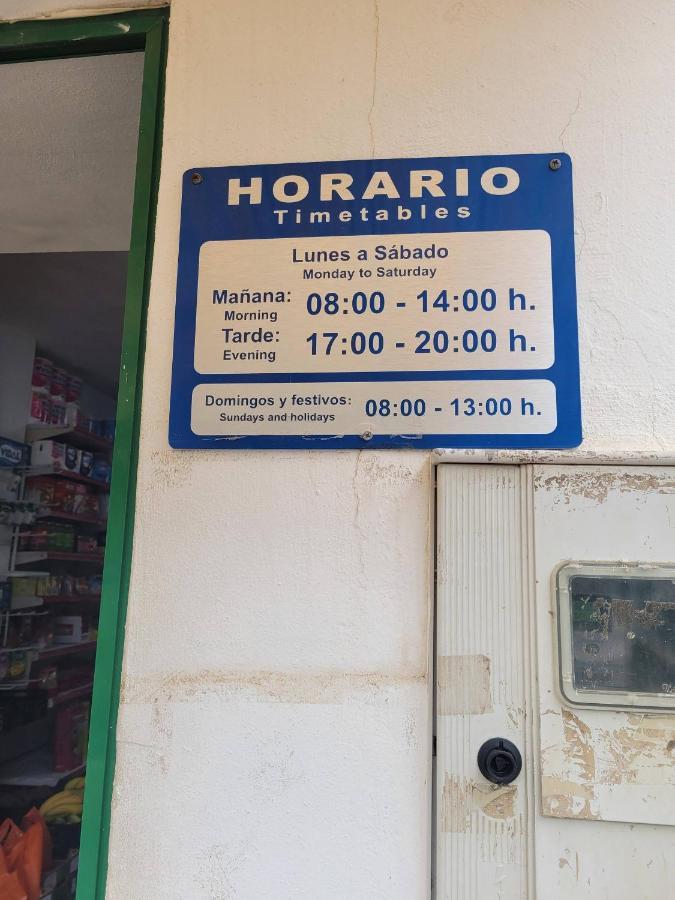 HORARIO
Timetables
Lunes a Sábado
Monday to Saturday
Mañana: 08:00 - 14:00 h.
Morning
Tarde: 17:00 - 20:00 h.
Evening
Domingos y festivos: 08:00 - 13:00 h.
Sundays and holidays